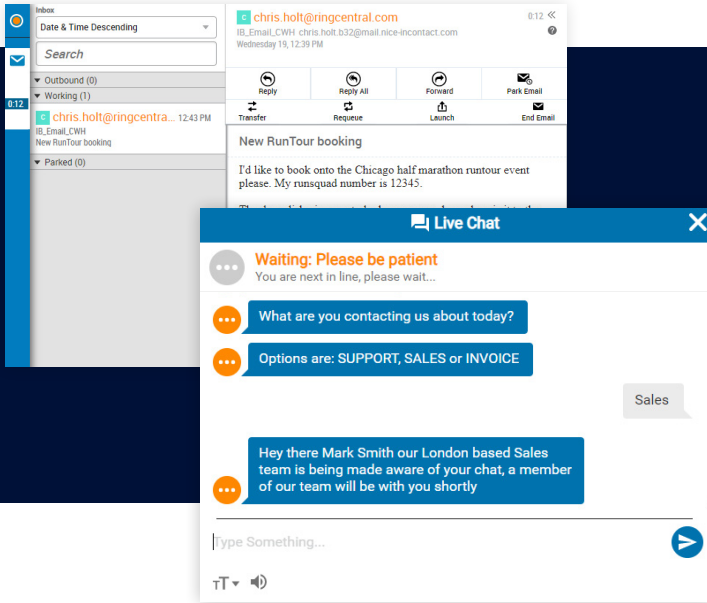 Inbox
Date & Time Descending
Search
Outbound (0)
Working (1)
0:12
c chris.holt@ringcentra... 12:43 PM
IB_Email_CWH
New RunTour booking
Parked (0)
c chris.holt@ringcentral.com 0:12
IB_Email_CWH chris.holt.b32@mail.nice-incontact.com
Wednesday 19, 12:39 PM
Reply Reply All Forward Park Email
Transfer Requeue Launch End Email
New RunTour booking
I'd like to book onto the Chicago half marathon runtour event
please. My runsquad number is 12345.
Live Chat
Waiting: Please be patient
You are next in line, please wait...
What are you contacting us about today?
Options are: SUPPORT, SALES or INVOICE
Sales
Hey there Mark Smith our London based Sales
team is being made aware of your chat, a member
of our team will be with you shortly
Type Something...
TT